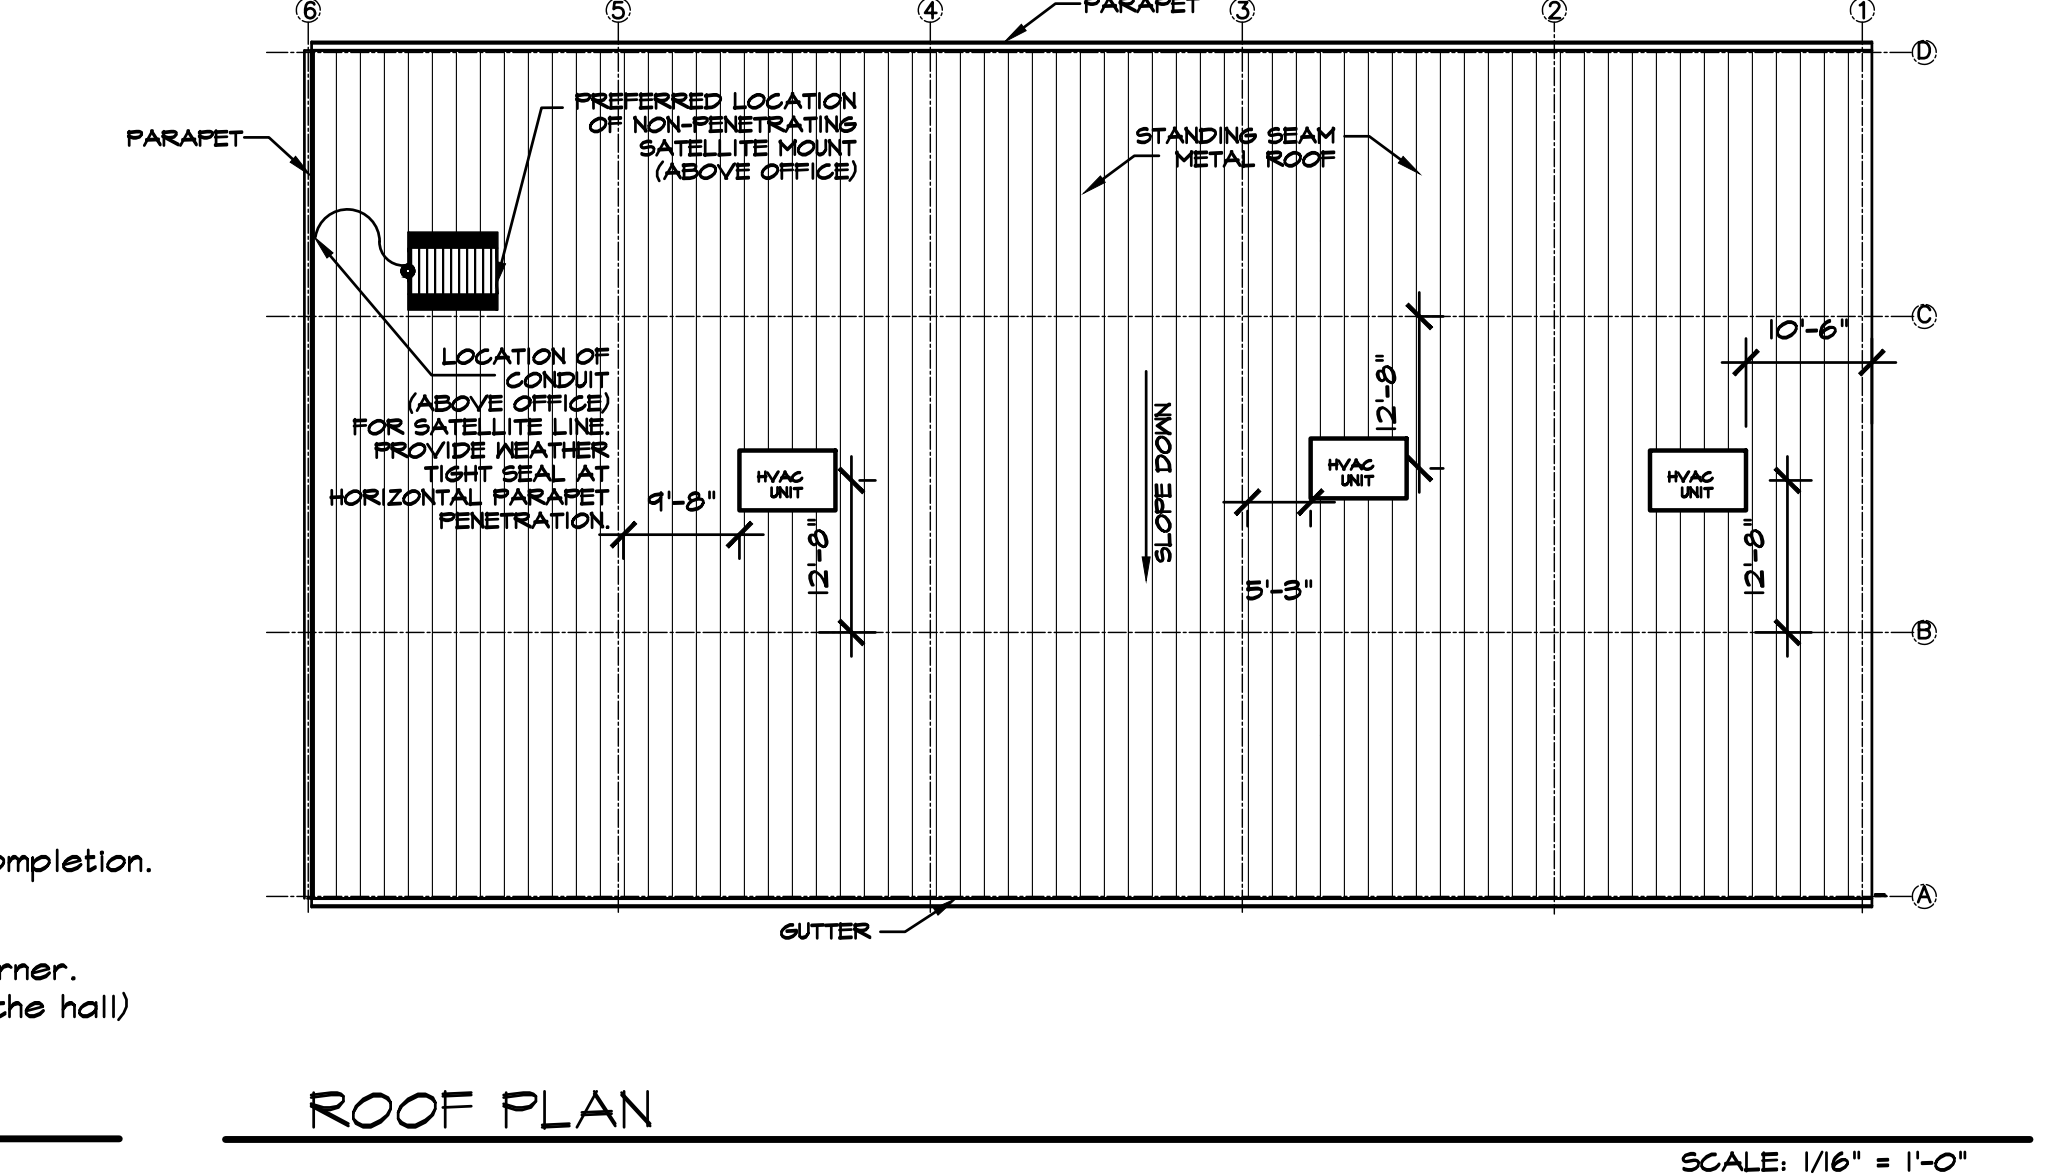 6
5
4
3
2
1
PARAPET
D
PREFERRED LOCATION
OF NON-PENETRATING
SATELLITE MOUNT
(ABOVE OFFICE)
PARAPET
STANDING SEAM
METAL ROOF
C
10'-6"
LOCATION OF
CONDUIT
(ABOVE OFFICE)
FOR SATELLITE LINE.
PROVIDE WEATHER
TIGHT SEAL AT
HORIZONTAL PARAPET
PENETRATION.
12'-8"
SLOPE DOWN
HVAC
UNIT
HVAC
UNIT
HVAC
UNIT
9'-8"
12'-8"
5'-3"
12'-8"
B
A
GUTTER
ompletion.
rner.
the hall)
ROOF PLAN
SCALE: 1/16" = 1'-0"